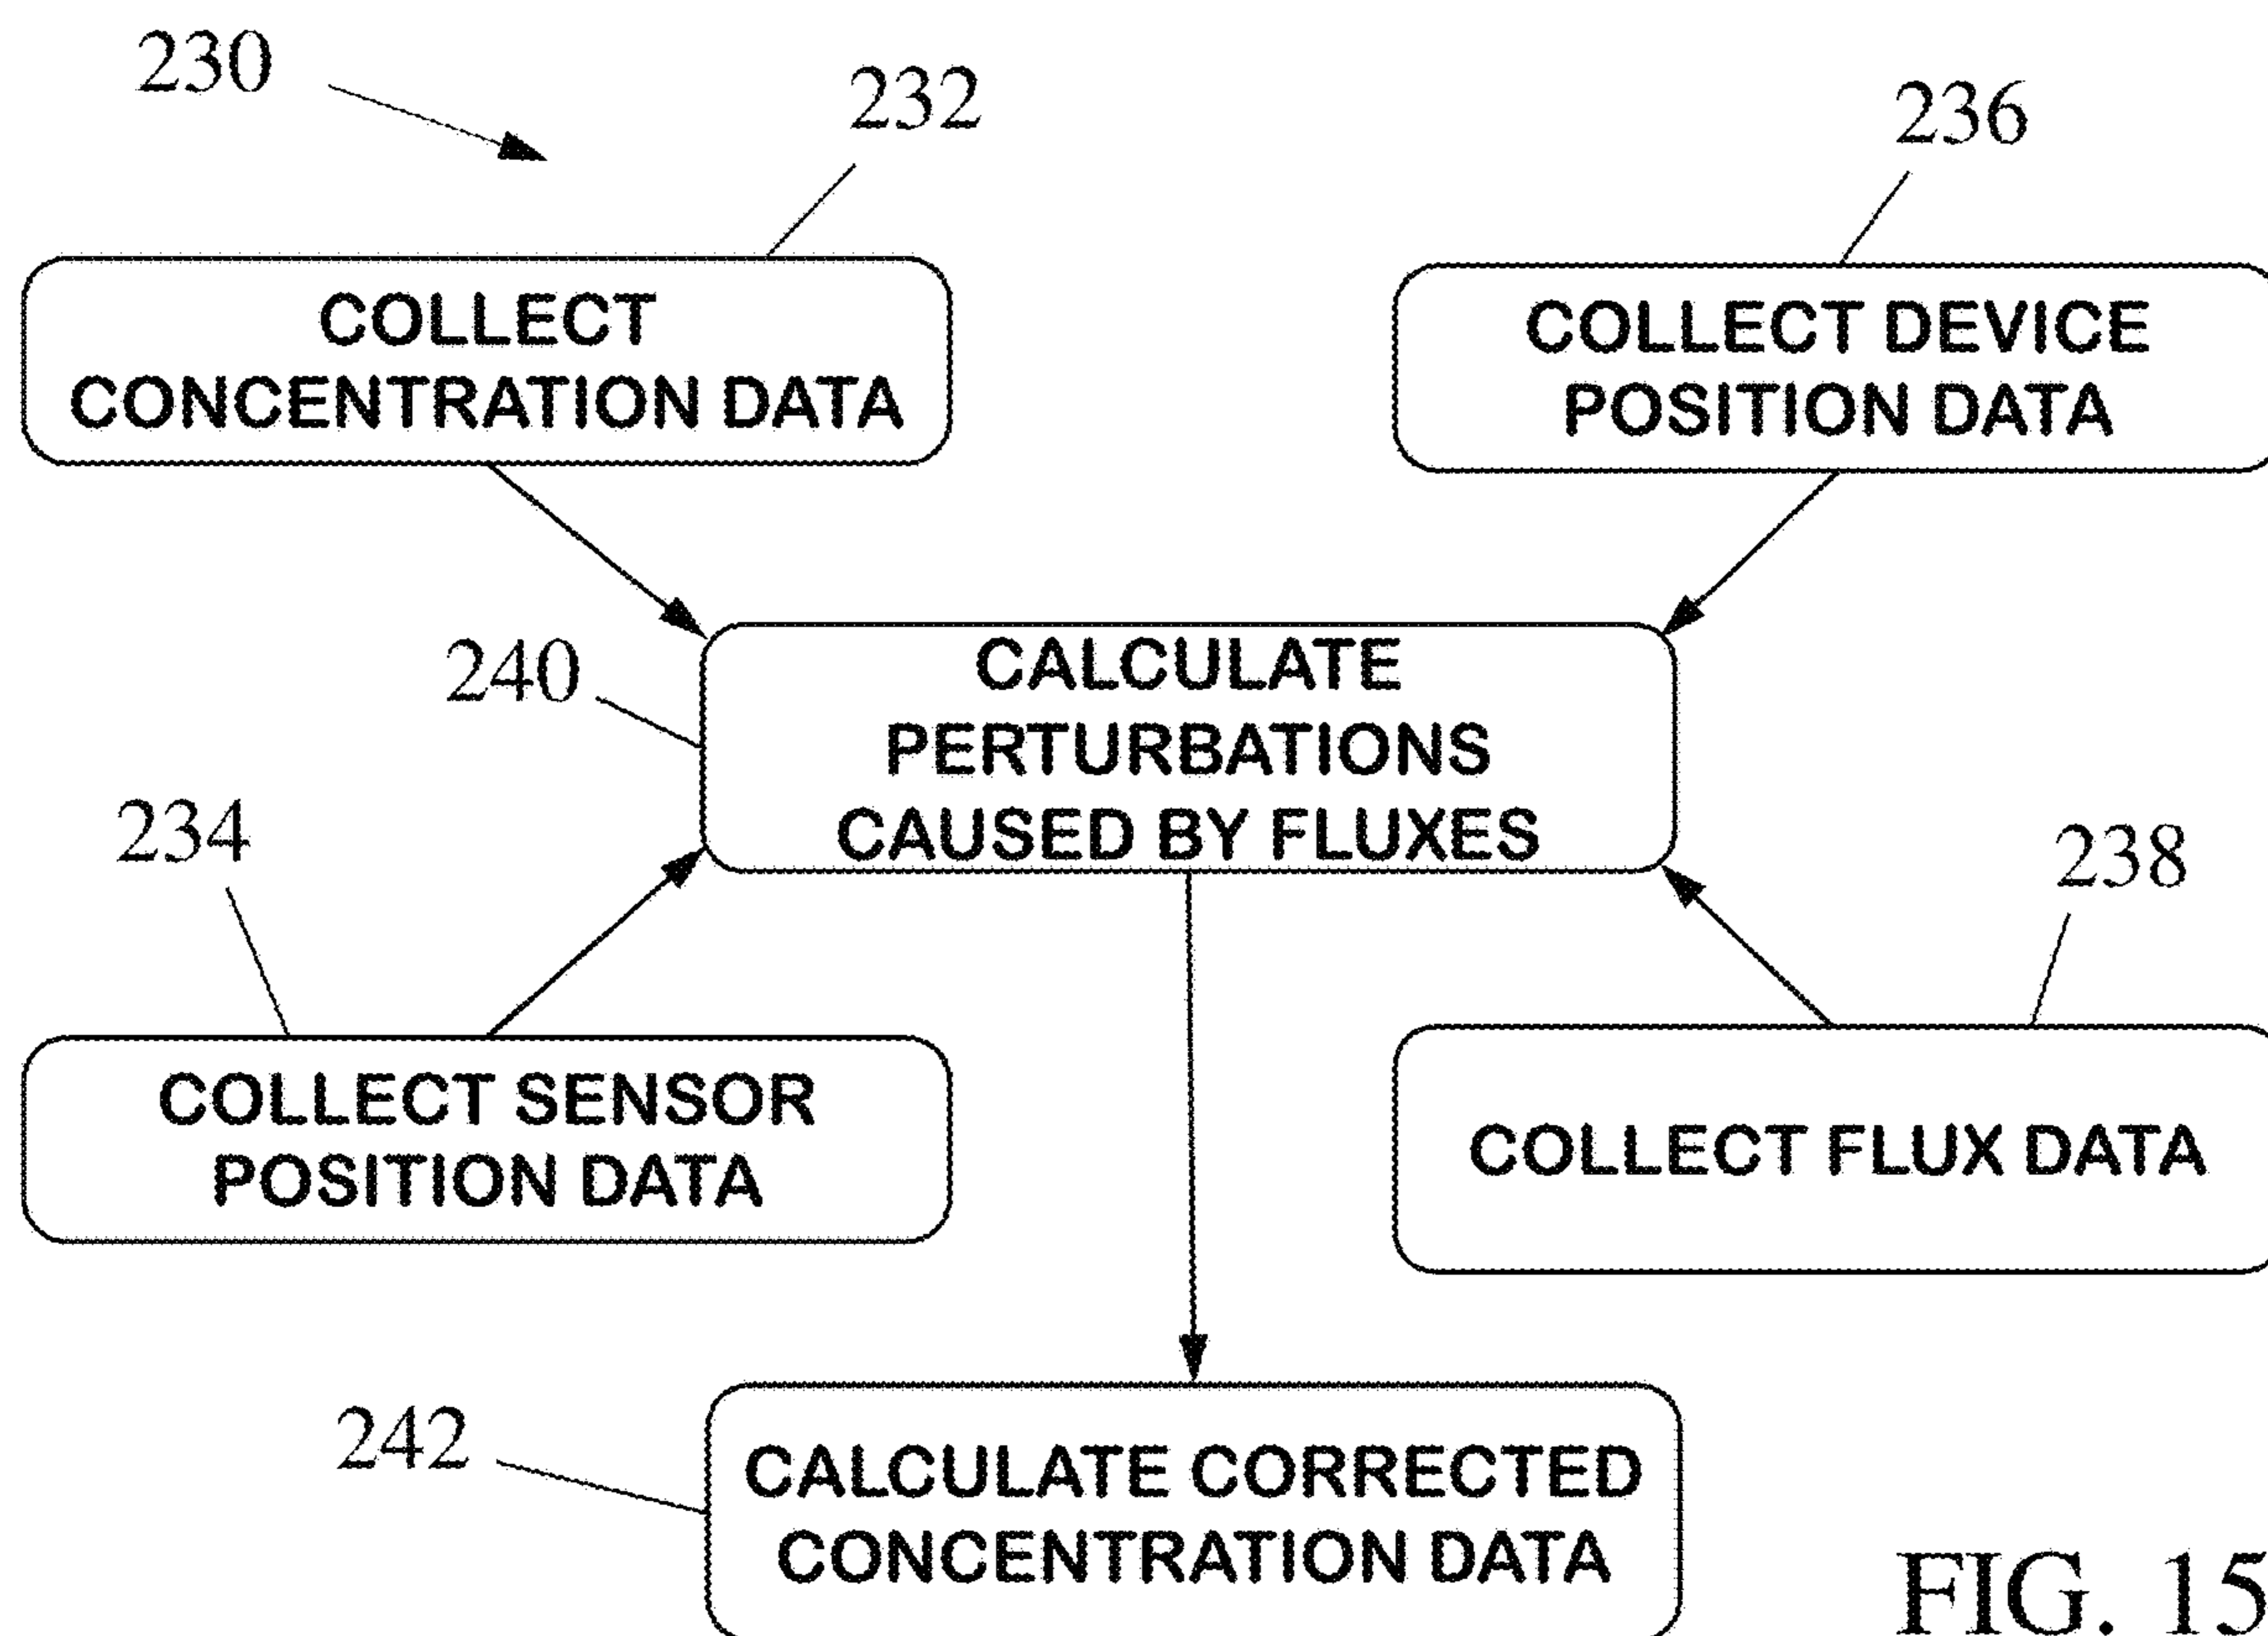 230
232
236
COLLECT
CONCENTRATION DATA
COLLECT DEVICE
POSITION DATA
240
CALCULATE
PERTURBATIONS
CAUSED BY FLUXES
234
238
COLLECT SENSOR
POSITION DATA
COLLECT FLUX DATA
242
CALCULATE CORRECTED
CONCENTRATION DATA
FIG. 15